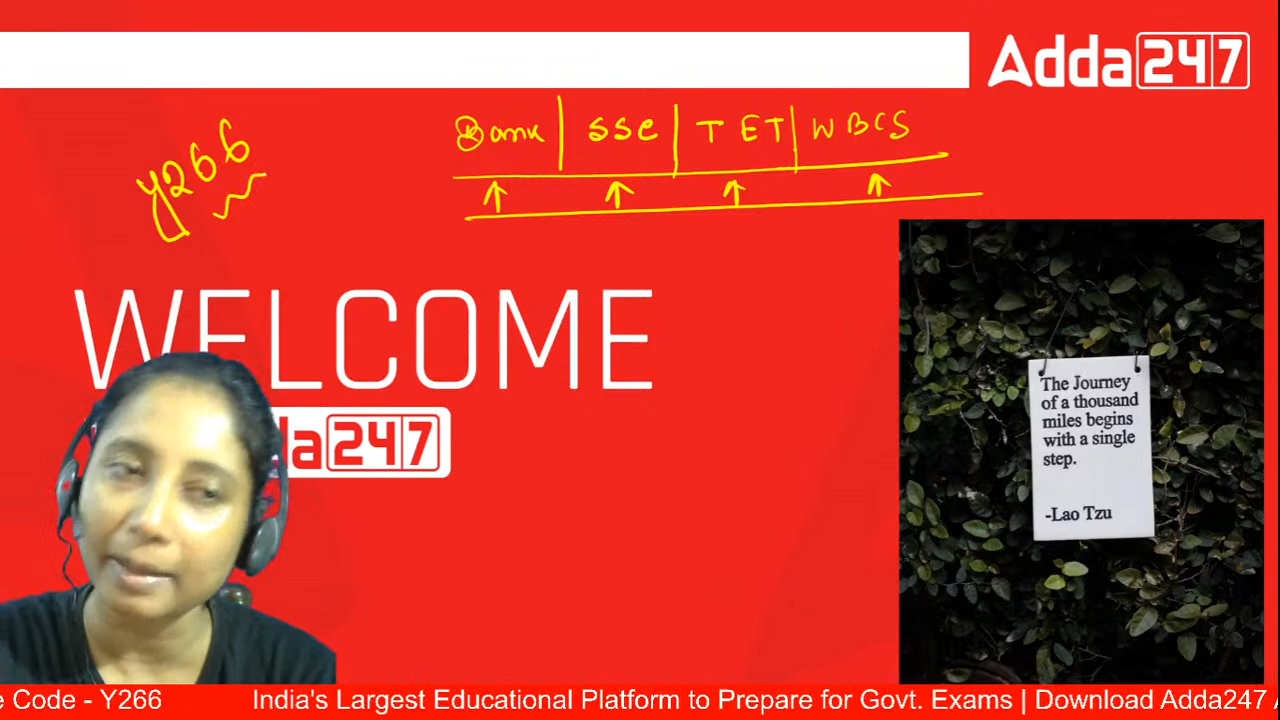 Adda247
Bank | SSC | TET | WBCS
y266
WELCOME
da247
The Journey
of a thousand
miles begins
with a single
step.
-Lao Tzu
e Code - Y266 India's Largest Educational Platform to Prepare for Govt. Exams | Download Adda247